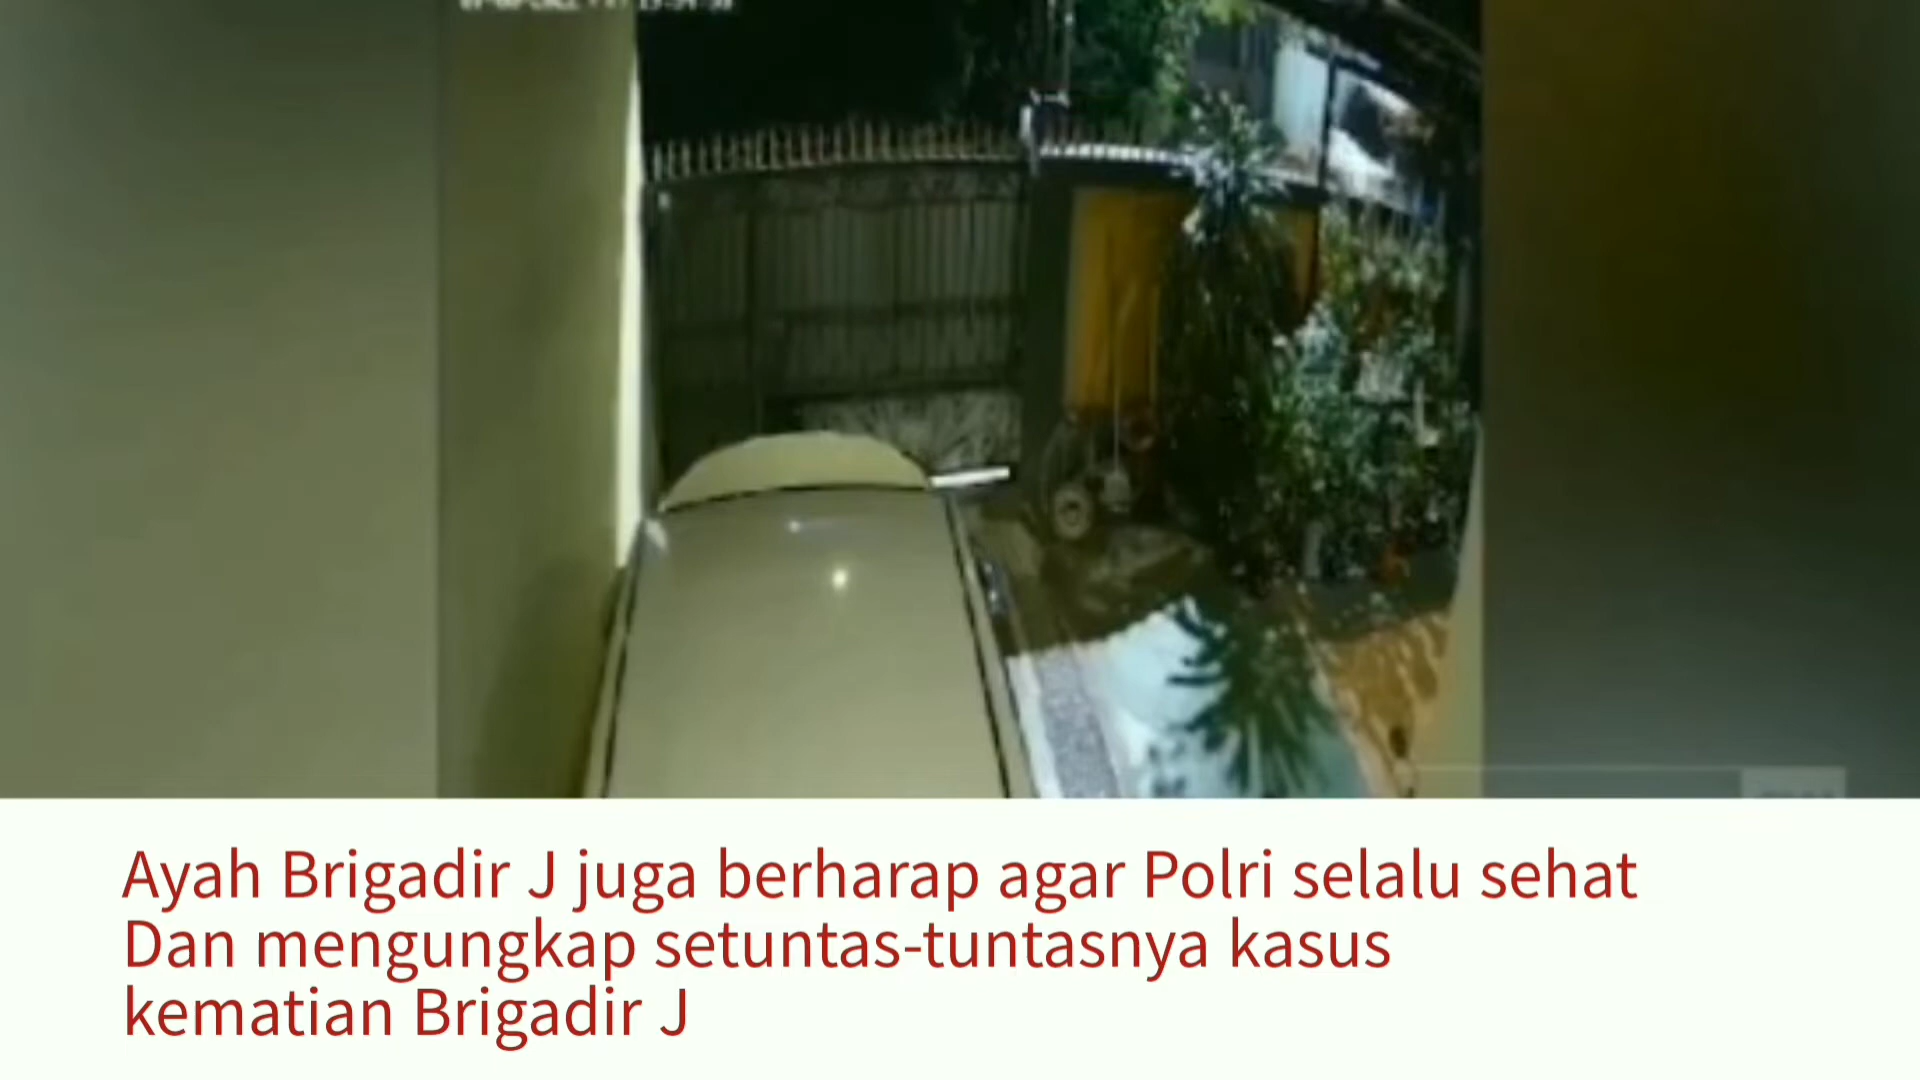 Ayah Brigadir J juga berharap agar Polri selalu sehat
Dan mengungkap setuntas-tuntasnya kasus
kematian Brigadir J